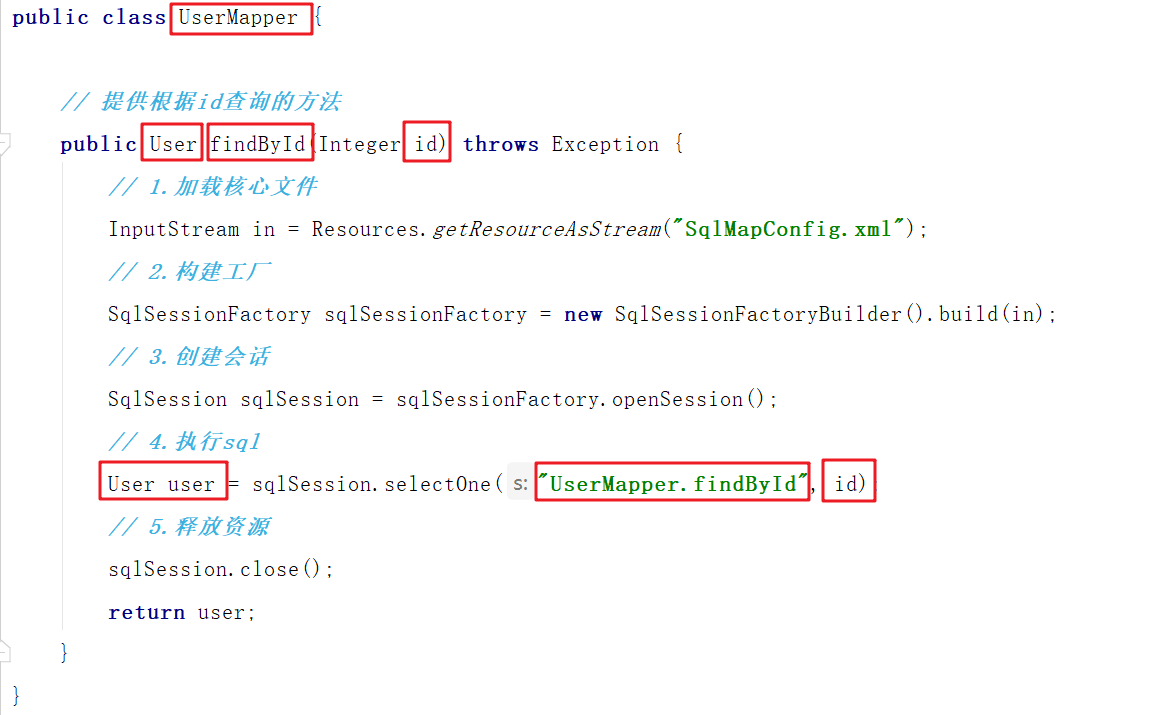 public class UserMapper {
// 提供根据id查询的方法
public User findById(Integer id) throws Exception {
// 1.加载核心文件
InputStream in = Resources.getResourceAsStream("SqlMapConfig.xml");
// 2.构建工厂
SqlSessionFactory sqlSessionFactory = new SqlSessionFactoryBuilder().build(in);
// 3.创建会话
SqlSession sqlSession = sqlSessionFactory.openSession();
// 4.执行sql
User user = sqlSession.selectOne( s: "UserMapper.findById", id)
// 5.释放资源
sqlSession.close();
return user;
}
}